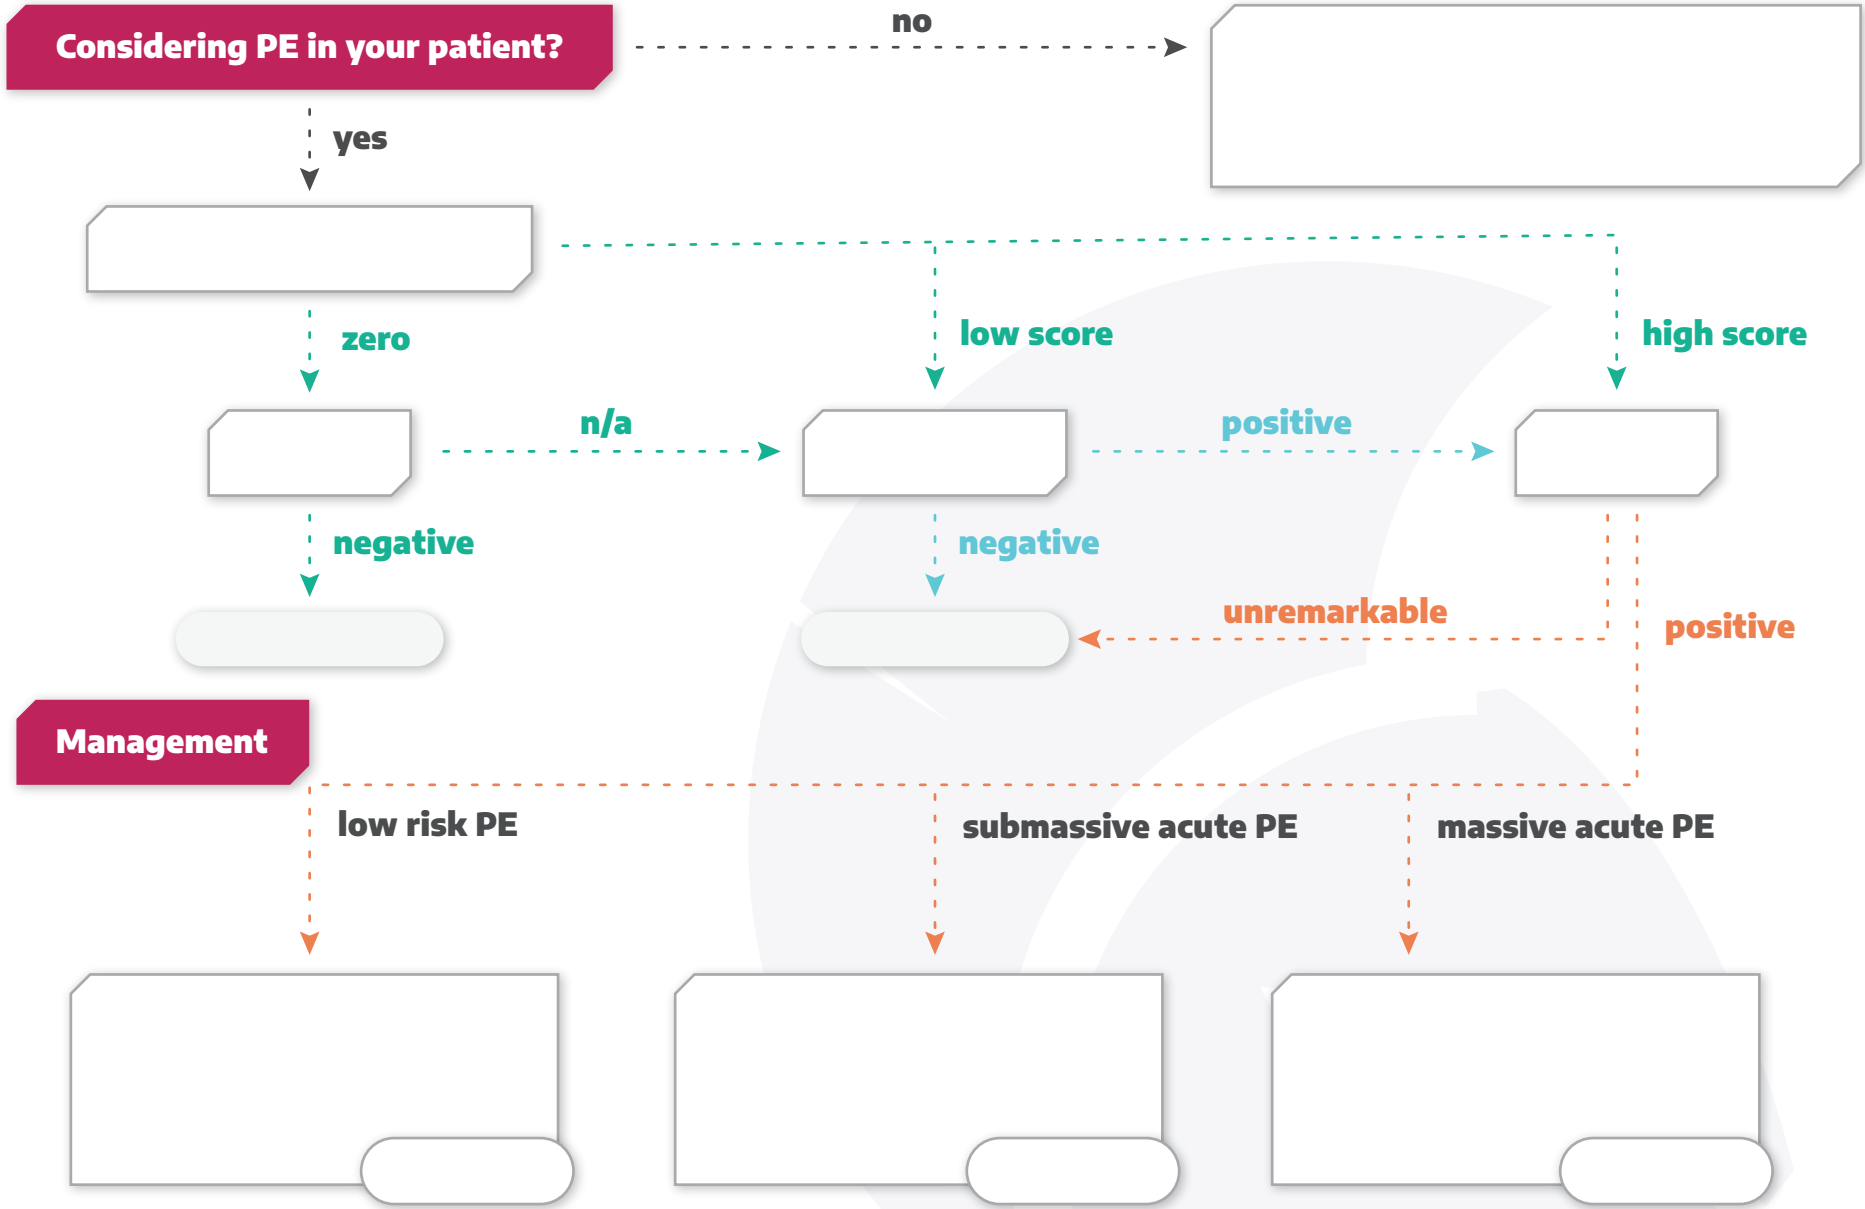 Considering PE in your patient?
no
yes
zero
low score
high score
n/a
positive
negative
negative
unremarkable
positive
Management
low risk PE
submassive acute PE
massive acute PE